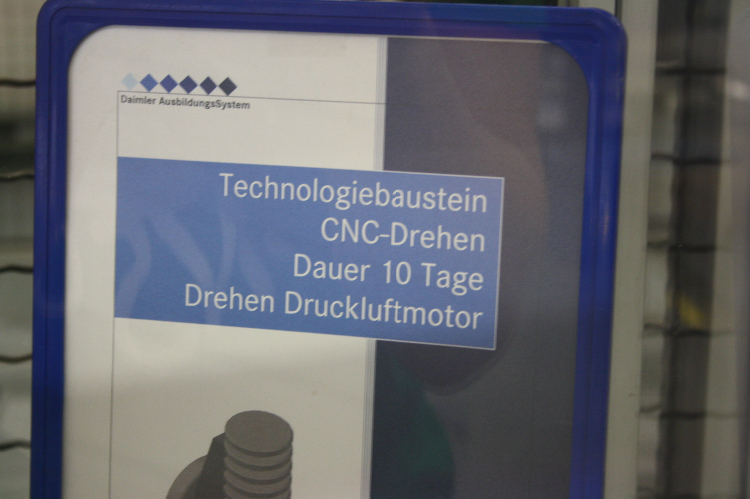 Daimler AusbildungsSystem
Technologiebaustein
CNC-Drehen
Dauer 10 Tage
Drehen Druckluftmotor